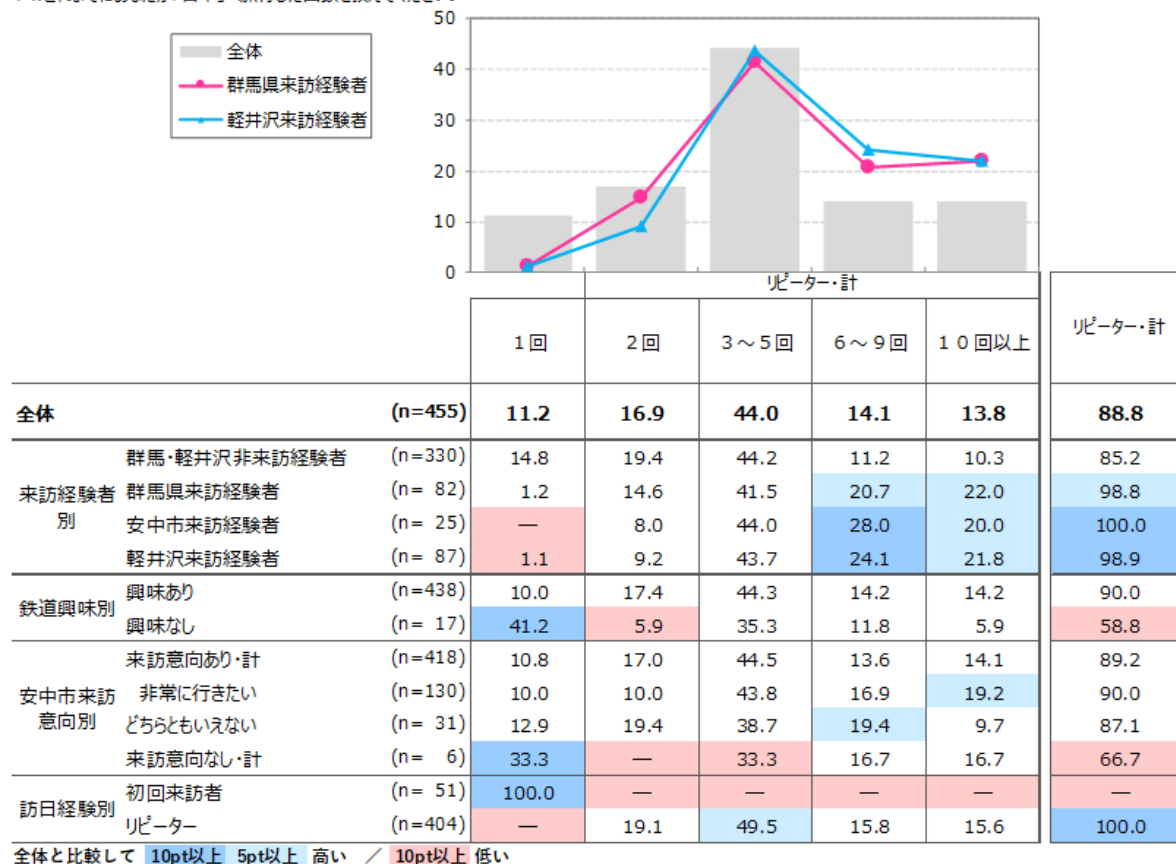 50
全体
群馬県来訪経験者
軽井沢来訪経験者
40
30
20
10
0
リピーター・計
1回 2回 3～5回 6～9回 10回以上 リピーター・計
全体 (n=455) 11.2 16.9 44.0 14.1 13.8 88.8
来訪経験者別
群馬・軽井沢非来訪経験者 (n=330) 14.8 19.4 44.2 11.2 10.3 85.2
群馬県来訪経験者 (n= 82) 1.2 14.6 41.5 20.7 22.0 98.8
安中市来訪経験者 (n= 25) — 8.0 44.0 28.0 20.0 100.0
軽井沢来訪経験者 (n= 87) 1.1 9.2 43.7 24.1 21.8 98.9
鉄道興味別
興味あり (n=438) 10.0 17.4 44.3 14.2 14.2 90.0
興味なし (n= 17) 41.2 5.9 35.3 11.8 5.9 58.8
安中市来訪意向別
来訪意向あり・計 (n=418) 10.8 17.0 44.5 13.6 14.1 89.2
非常に行きたい (n=130) 10.0 10.0 43.8 16.9 19.2 90.0
どちらともいえない (n= 31) 12.9 19.4 38.7 19.4 9.7 87.1
来訪意向なし・計 (n= 6) 33.3 — 33.3 16.7 16.7 66.7
訪日経験別
初回来訪者 (n= 51) 100.0 — — — — —
リピーター (n=404) — 19.1 49.5 15.8 15.6 100.0
全体と比較して 10pt以上 5pt以上 高い ／ 10pt以上 低い